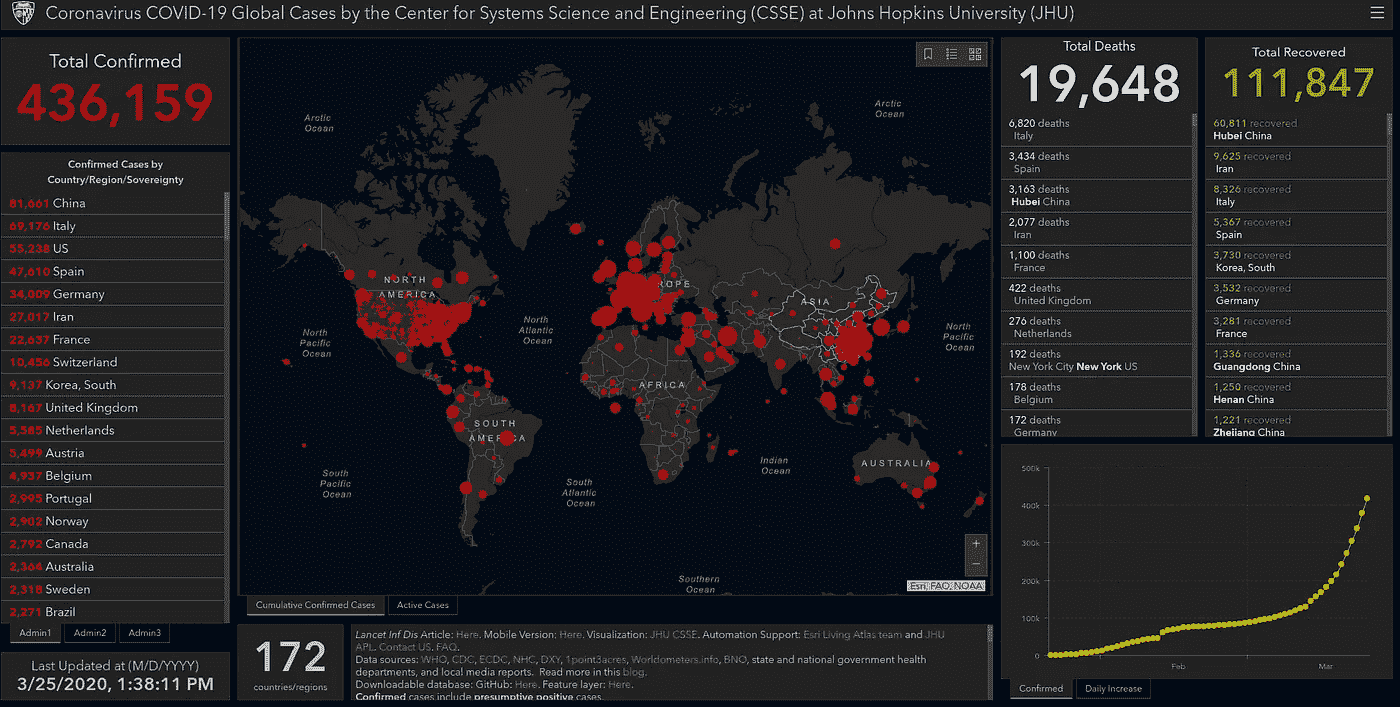 Coronavirus COVID-19 Global Cases by the Center for Systems Science and Engineering (CSSE) at Johns Hopkins University (JHU)
Total Confirmed
436,159
Confirmed Cases by
Country/Region/Sovereignty
81,661 China
69,176 Italy
55,238 US
47,610 Spain
34,009 Germany
27,017 Iran
22,637 France
10,456 Switzerland
9,137 Korea, South
8,167 United Kingdom
5,585 Netherlands
5,499 Austria
4,937 Belgium
2,995 Portugal
2,902 Norway
2,792 Canada
2,364 Australia
2,318 Sweden
2,271 Brazil
Admin1
Admin2
Admin3
Last Updated at (M/D/YYYY)
3/25/2020, 1:38:11 PM
Arctic
Ocean
Arctic
Ocean
NORTH
AMERICA
ROPE
ASIA
North
Pacific
Ocean
North
Atlantic
Ocean
North
Pacific
Ocean
AFRICA
SOUTH
AMERICA
Indian
Ocean
AUSTRALIA
South
Pacific
Ocean
South
Atlantic
Ocean
Southern
Ocean
+
−
Esri, FAO, NOAA
Cumulative Confirmed Cases
Active Cases
172
countries/regions
Lancet Inf Dis Article: Here. Mobile Version: Here. Visualization: JHU CSSE. Automation Support: Esri Living Atlas team and JHU
APL. Contact US. FAQ.
Data sources: WHO, CDC, ECDC, NHC, DXY, 1point3acres, Worldometers.info, BNO, state and national government health
departments, and local media reports. Read more in this blog.
Downloadable database: GitHub: Here. Feature layer: Here.
Confirmed cases include presumptive positive cases.
Total Deaths
19,648
6,820 deaths
Italy
3,434 deaths
Spain
3,163 deaths
Hubei China
2,077 deaths
Iran
1,100 deaths
France
422 deaths
United Kingdom
276 deaths
Netherlands
192 deaths
New York City New York US
178 deaths
Belgium
172 deaths
Germany
Total Recovered
111,847
60,811 recovered
Hubei China
9,625 recovered
Iran
8,326 recovered
Italy
5,367 recovered
Spain
3,730 recovered
Korea, South
3,532 recovered
Germany
3,281 recovered
France
1,336 recovered
Guangdong China
1,250 recovered
Henan China
1,221 recovered
Zhejiang China
500k
400k
300k
200k
100k
0
Feb
Mar
Confirmed
Daily Increase